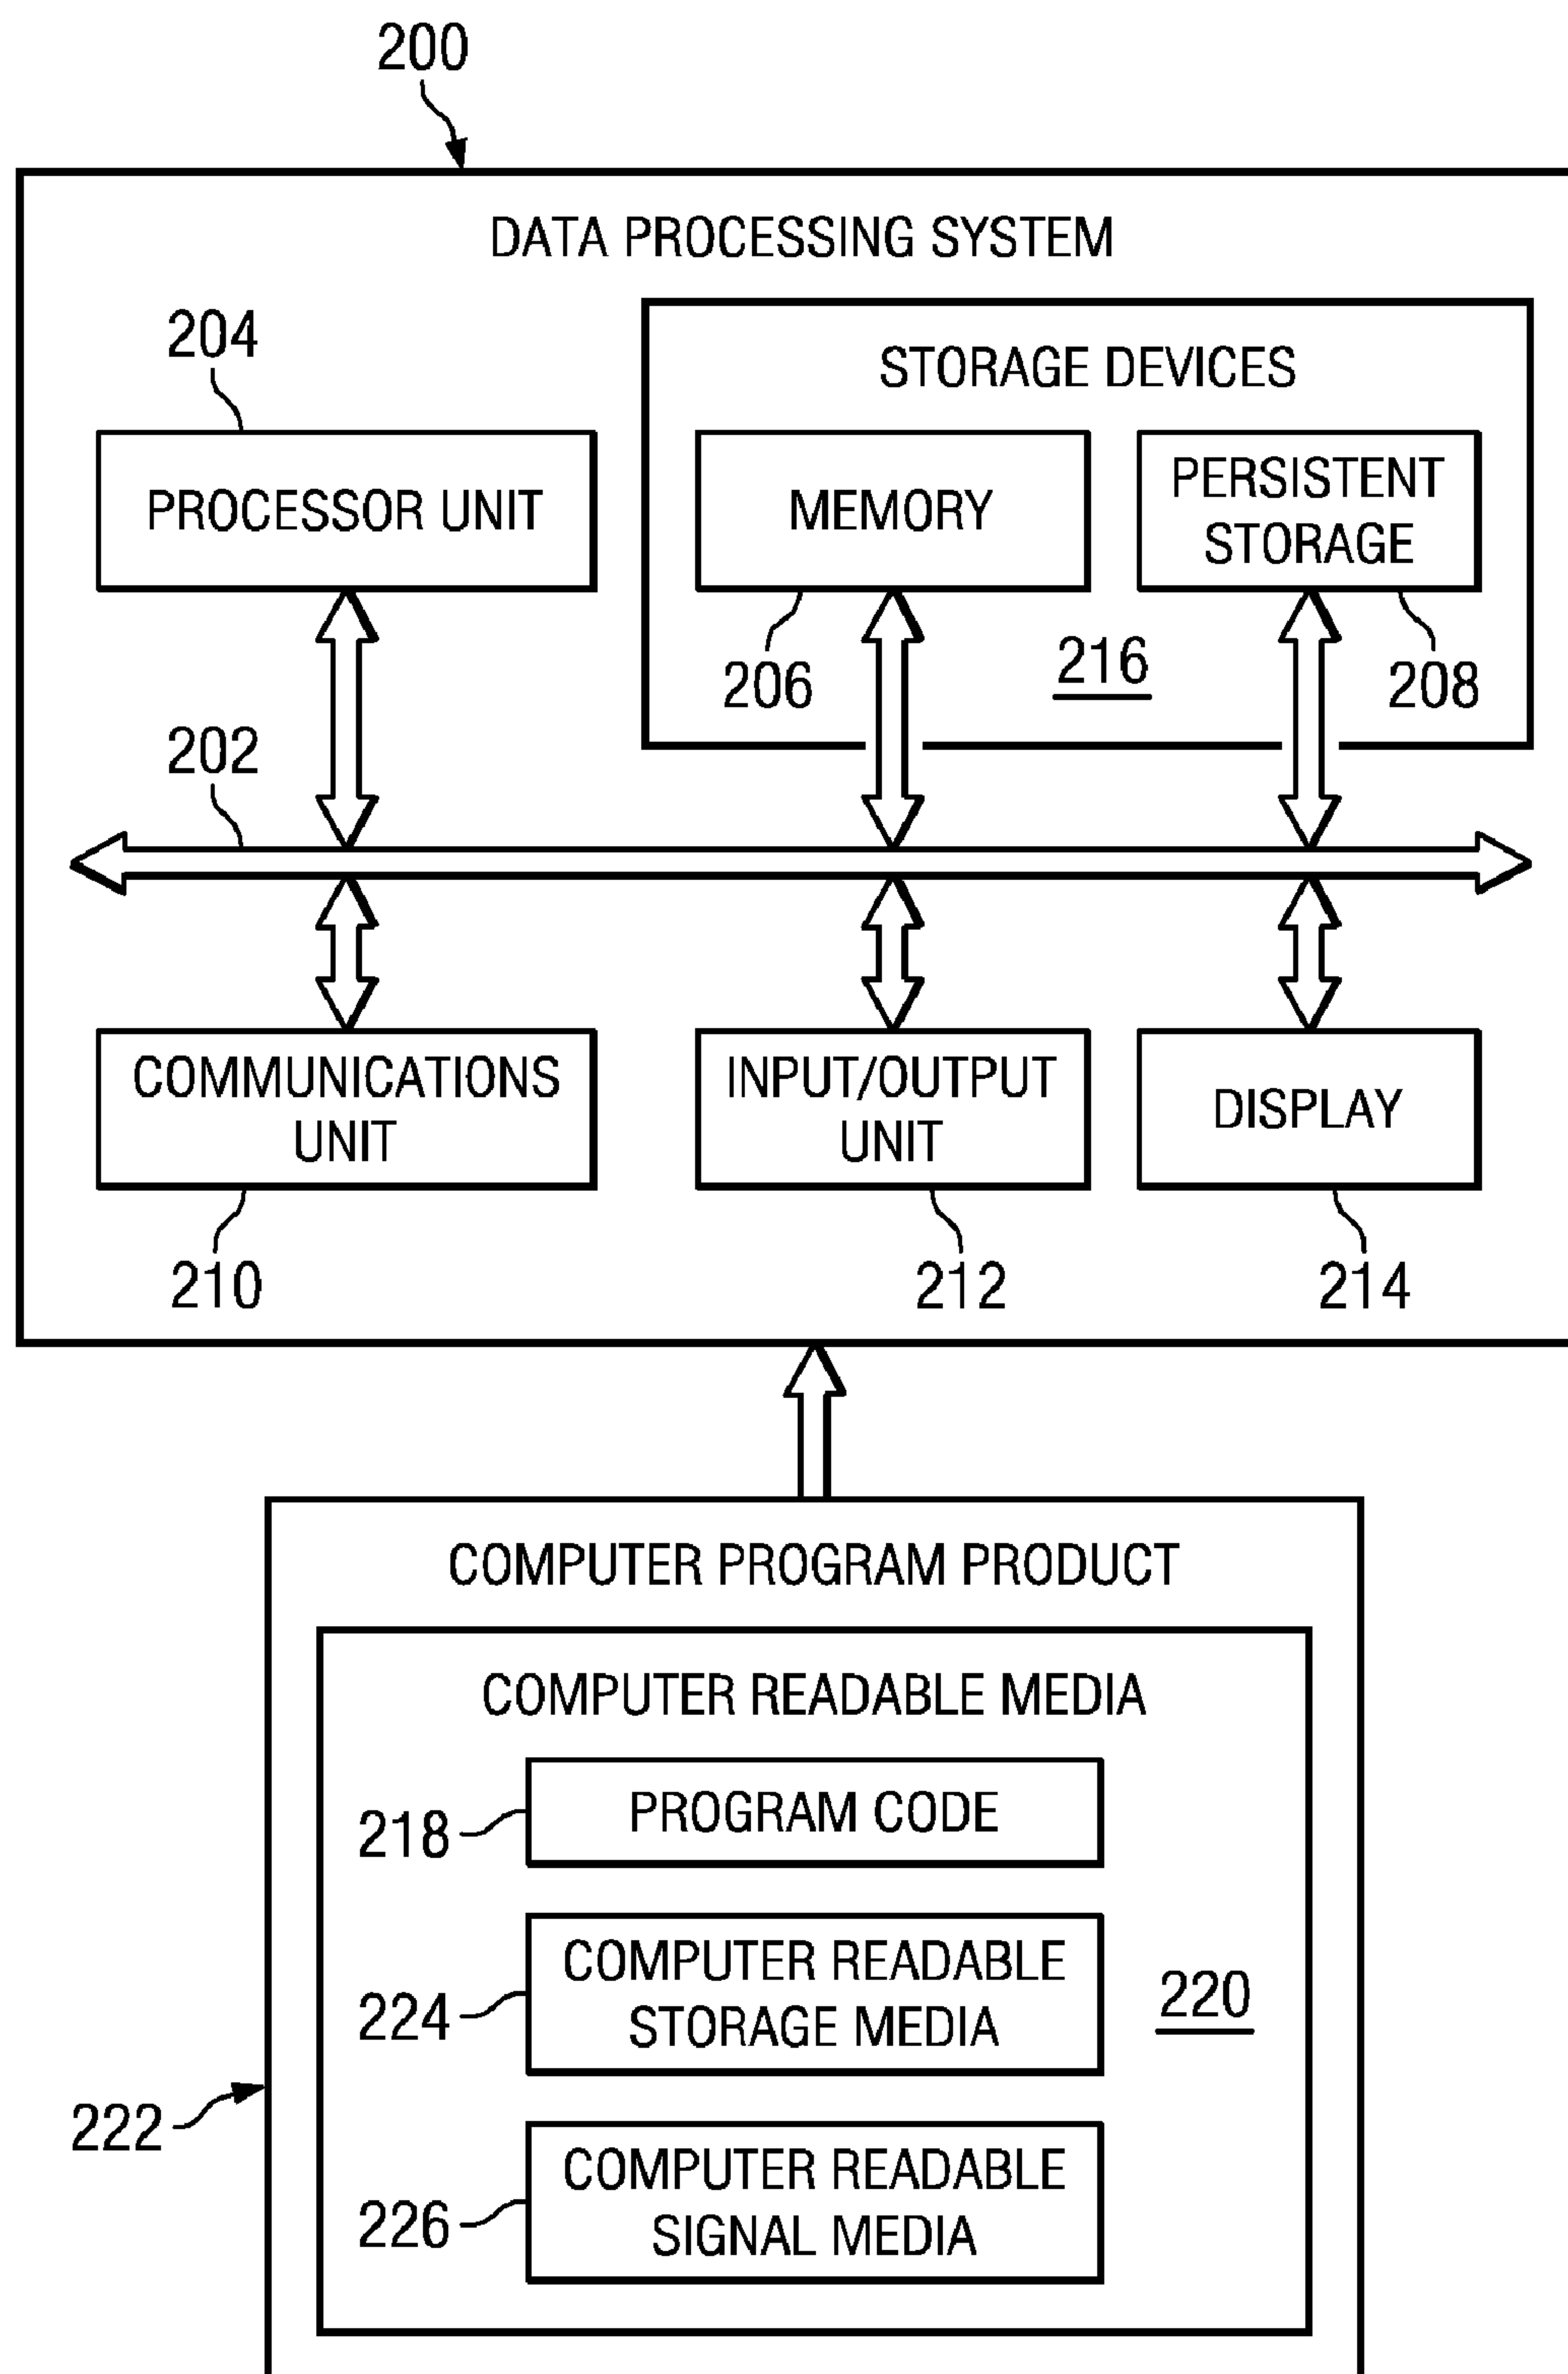 200
DATA PROCESSING SYSTEM
204
STORAGE DEVICES
PROCESSOR UNIT
MEMORY
PERSISTENT
STORAGE
206
216
208
202
COMMUNICATIONS
UNIT
INPUT/OUTPUT
UNIT
DISPLAY
210
212
214
COMPUTER PROGRAM PRODUCT
COMPUTER READABLE MEDIA
218
PROGRAM CODE
224
COMPUTER READABLE
STORAGE MEDIA
220
222
226
COMPUTER READABLE
SIGNAL MEDIA